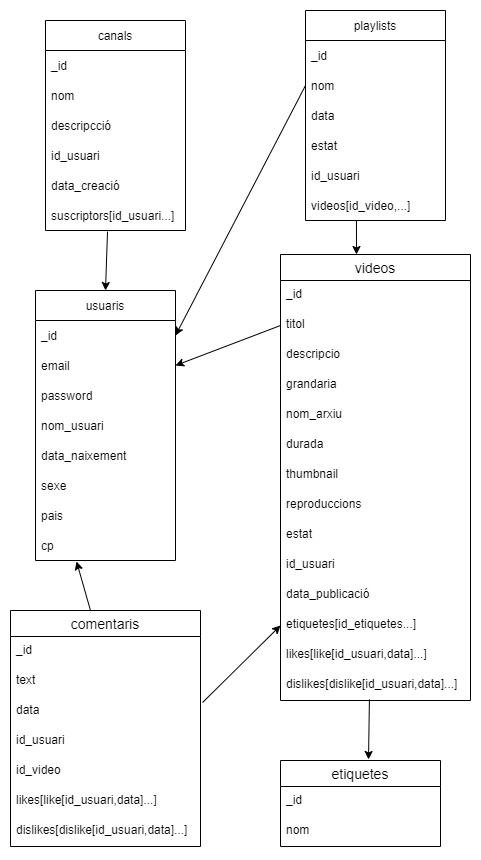 canals
_id
nom
descripcció
id_usuari
data_creació
suscriptors[id_usuari...]
playlists
_id
nom
data
estat
id_usuari
videos[id_video,...]
usuaris
_id
email
password
nom_usuari
data_naixement
sexe
pais
cp
videos
_id
titol
descripcio
grandaria
nom_arxiu
durada
thumbnail
reproduccions
estat
id_usuari
data_publicació
etiquetes[id_etiquetes...]
likes[like[id_usuari,data]...]
dislikes[dislike[id_usuari,data]...]
comentaris
_id
text
data
id_usuari
id_video
likes[like[id_usuari,data]...]
dislikes[dislike[id_usuari,data]...]
etiquetes
_id
nom